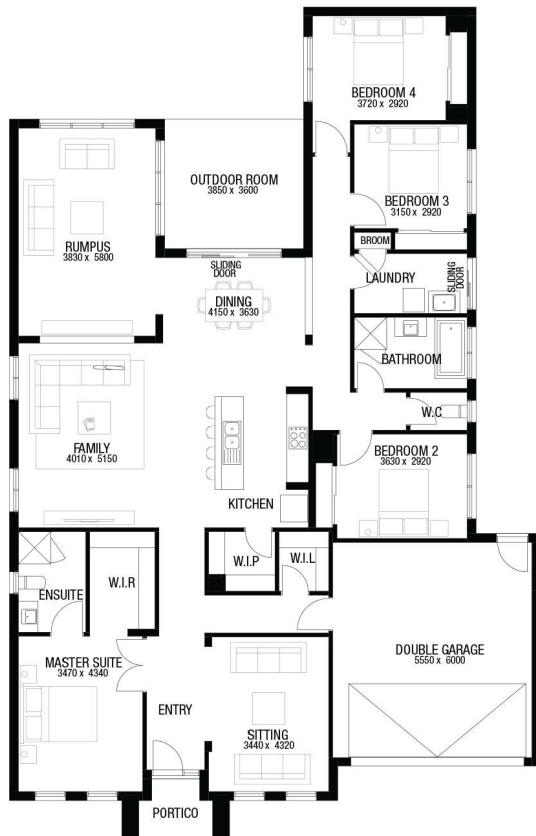 BEDROOM 4
3720 x 2920
OUTDOOR ROOM
3850 x 3600
BEDROOM 3
3150 x 2920
RUMPUS
3830 x 5800
BROOM
SLIDING
DOOR
LAUNDRY
SLIDING
DOOR
DINING
4150 x 3630
BATHROOM
W.C
FAMILY
4010 x 5150
BEDROOM 2
3630 x 2920
KITCHEN
W.I.P
W.I.L
ENSUITE
W.I.R
MASTER SUITE
3470 x 4340
DOUBLE GARAGE
5550 x 6000
ENTRY
SITTING
3440 x 4320
PORTICO